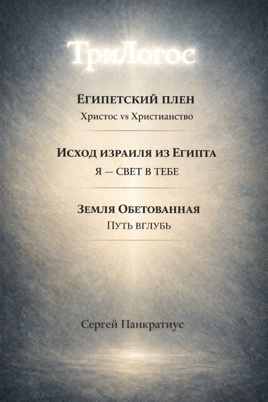 ТриЛогос
Египетский плен
Христос vs Христианство
Исход израиля из Египта
Я — СВЕТ В ТЕБЕ
Земля Обетованная
Путь вглубь
Сергей Панкратиус